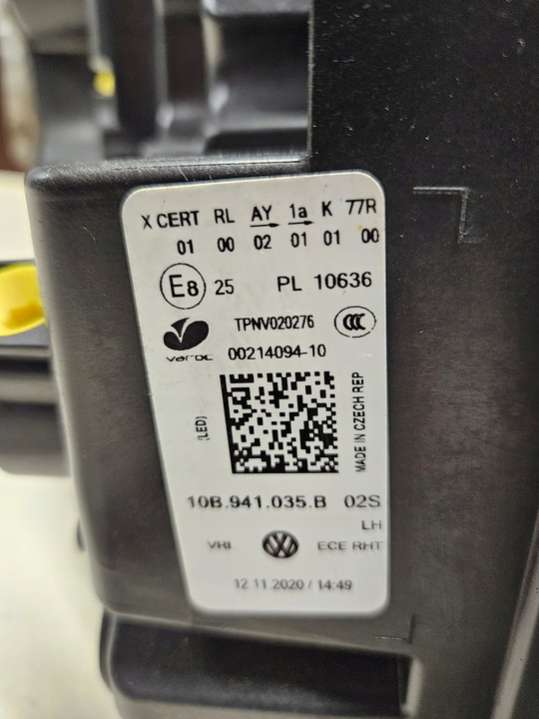 X CERT RL AY 1a K 77R
01 00 02 01 01 00
E8 25 PL 10636
TPNV020276 CCC
varroc 00214094-10
(LED)
MADE IN CZECH REP
10B.941.035.B 02S
LH
VHI VW ECE RHT
12.11.2020 / 14:49